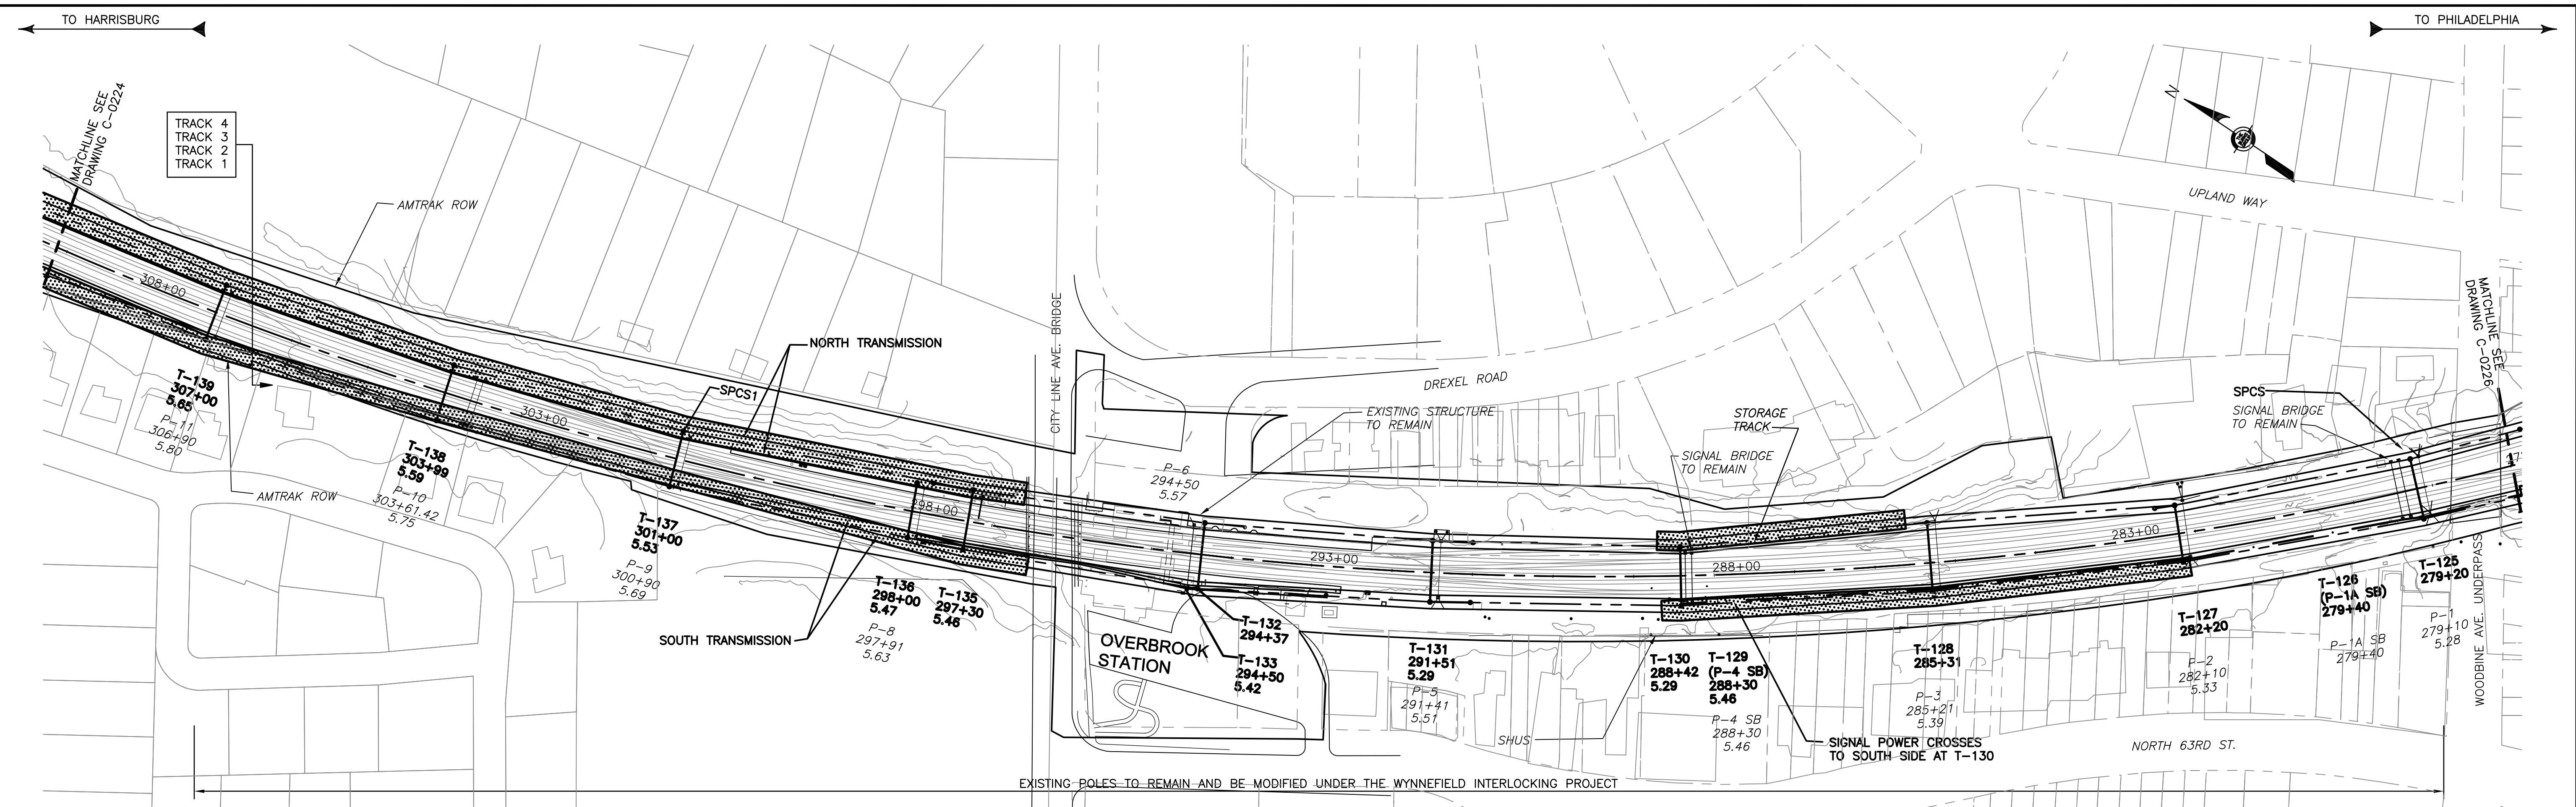 TO HARRISBURG
TO PHILADELPHIA
MATCHLINE SEE
DRAWING C-0224
TRACK 4
TRACK 3
TRACK 2
TRACK 1
AMTRAK ROW
N
UPLAND WAY
308+00
303+00
NORTH TRANSMISSION
SPCS1
CITY LINE AVE. BRIDGE
DREXEL ROAD
EXISTING STRUCTURE
TO REMAIN
P-6
294+50
5.57
STORAGE
TRACK
SIGNAL BRIDGE
TO REMAIN
SPCS
SIGNAL BRIDGE
TO REMAIN
MATCHLINE SEE
DRAWING C-0226
298+00
293+00
288+00
283+00
T-139
307+00
5.65
P-11
306+90
5.80
AMTRAK ROW
T-138
303+99
5.59
P-10
303+61.42
5.75
T-137
301+00
5.53
P-9
300+90
5.69
SOUTH TRANSMISSION
T-136
298+00
5.47
T-135
297+30
5.46
P-8
297+91
5.63
OVERBROOK
STATION
T-132
294+37
T-133
294+50
5.42
T-131
291+51
5.29
P-5
291+41
5.51
SHUS
T-130
288+42
5.29
T-129
(P-4 SB)
288+30
5.46
P-4 SB
288+30
5.46
SIGNAL POWER CROSSES
TO SOUTH SIDE AT T-130
T-128
285+31
P-3
285+21
5.39
T-127
282+20
P-2
282+10
5.33
T-126
(P-1A SB)
279+40
P-1A SB
279+40
T-125
279+20
P-1
279+10
5.28
WOODBINE AVE. UNDERPASS
NORTH 63RD ST.
EXISTING POLES TO REMAIN AND BE MODIFIED UNDER THE WYNNEFIELD INTERLOCKING PROJECT